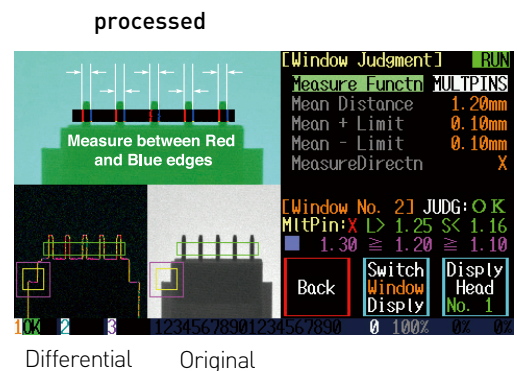 processed
[Window Judgment] RUN
Measure Functn MULTPINS
Mean Distance 1.20mm
Mean + Limit 0.10mm
Mean - Limit 0.10mm
MeasureDirectn X
Measure between Red
and Blue edges
[Window No. 2] JUDG:OK
MltPin:X L> 1.25 S< 1.16
1.30 ≧ 1.20 ≧ 1.10
Back
Switch
Window
Disply
Disply
Head
No. 1
1OK 2 3 12345678901234567890 0 100% 0% 0%
Differential Original